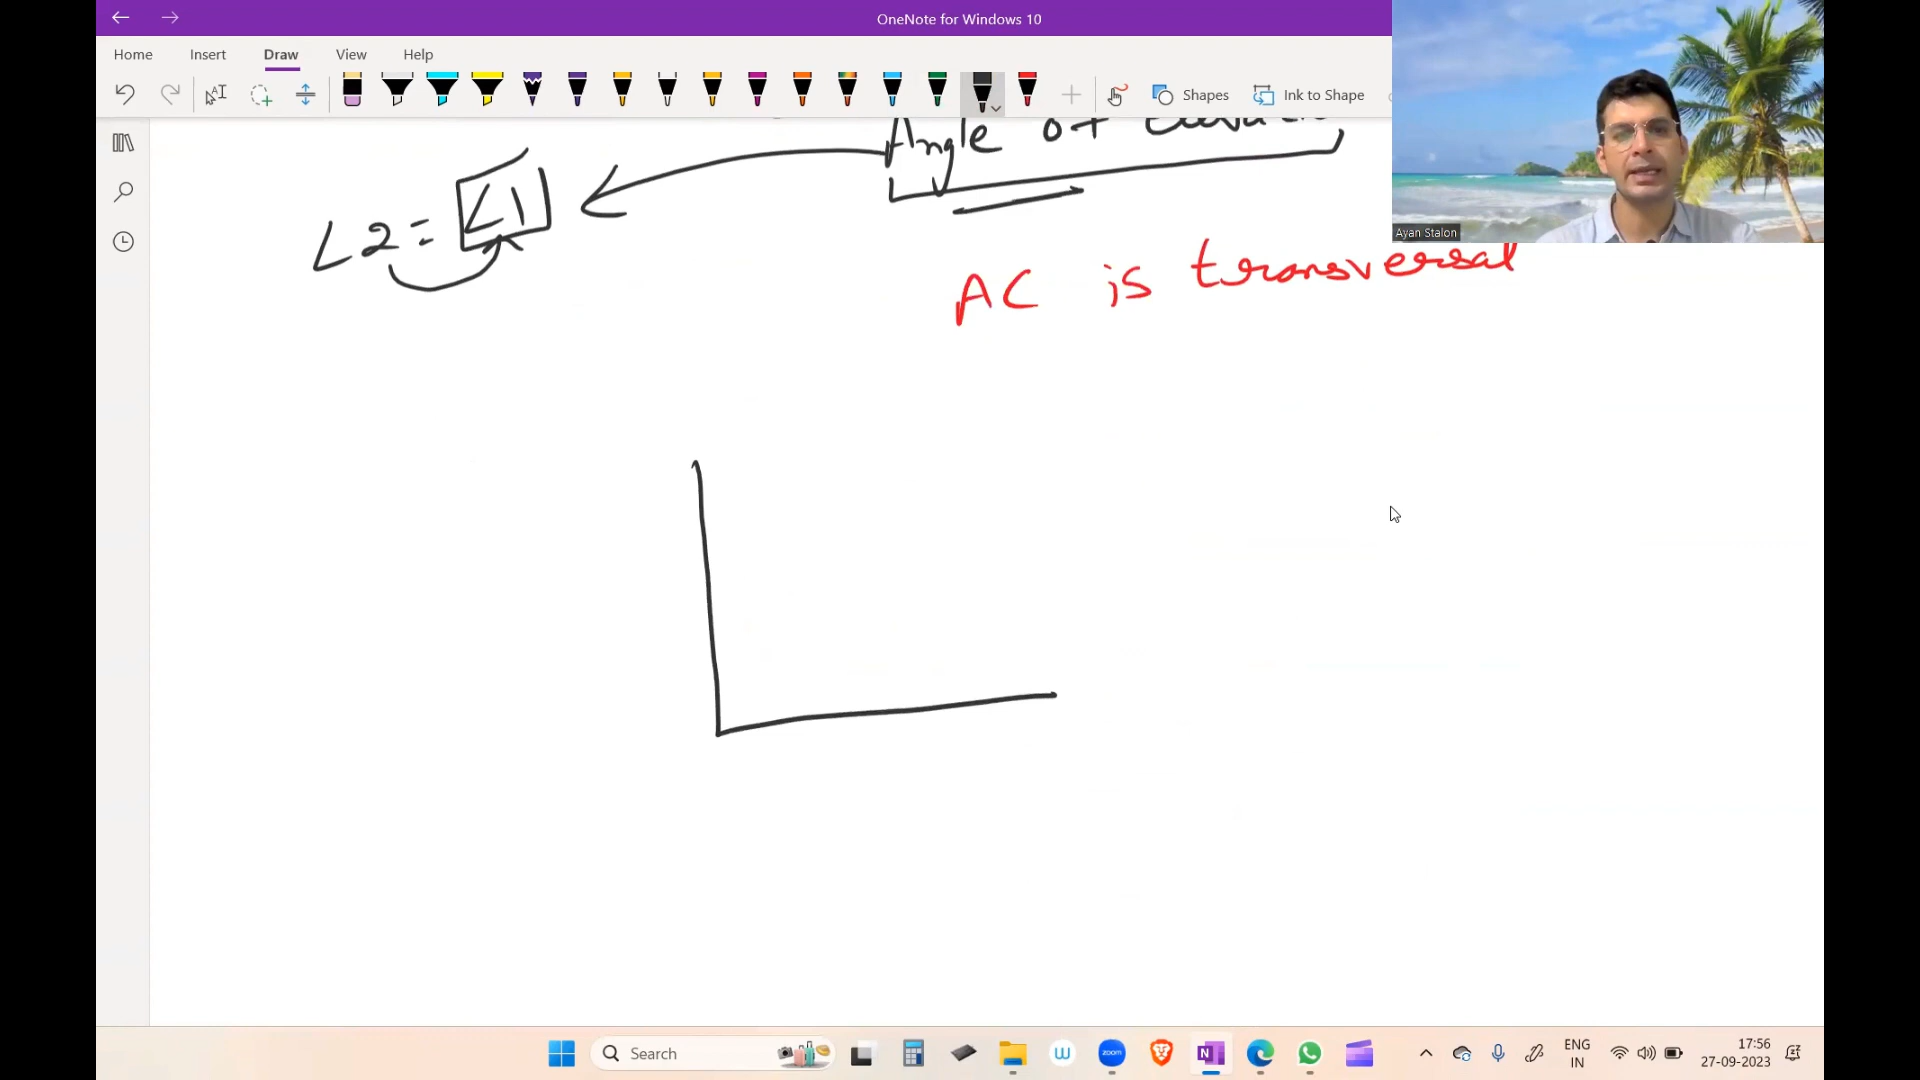 OneNote for Windows 10
Home Insert Draw View Help
Shapes Ink to Shape
Angle of
∠2 = ∠1
Ayan Stalon
AC is transversal
Search
W
zoom
N
ENG
IN
17:56
27-09-2023